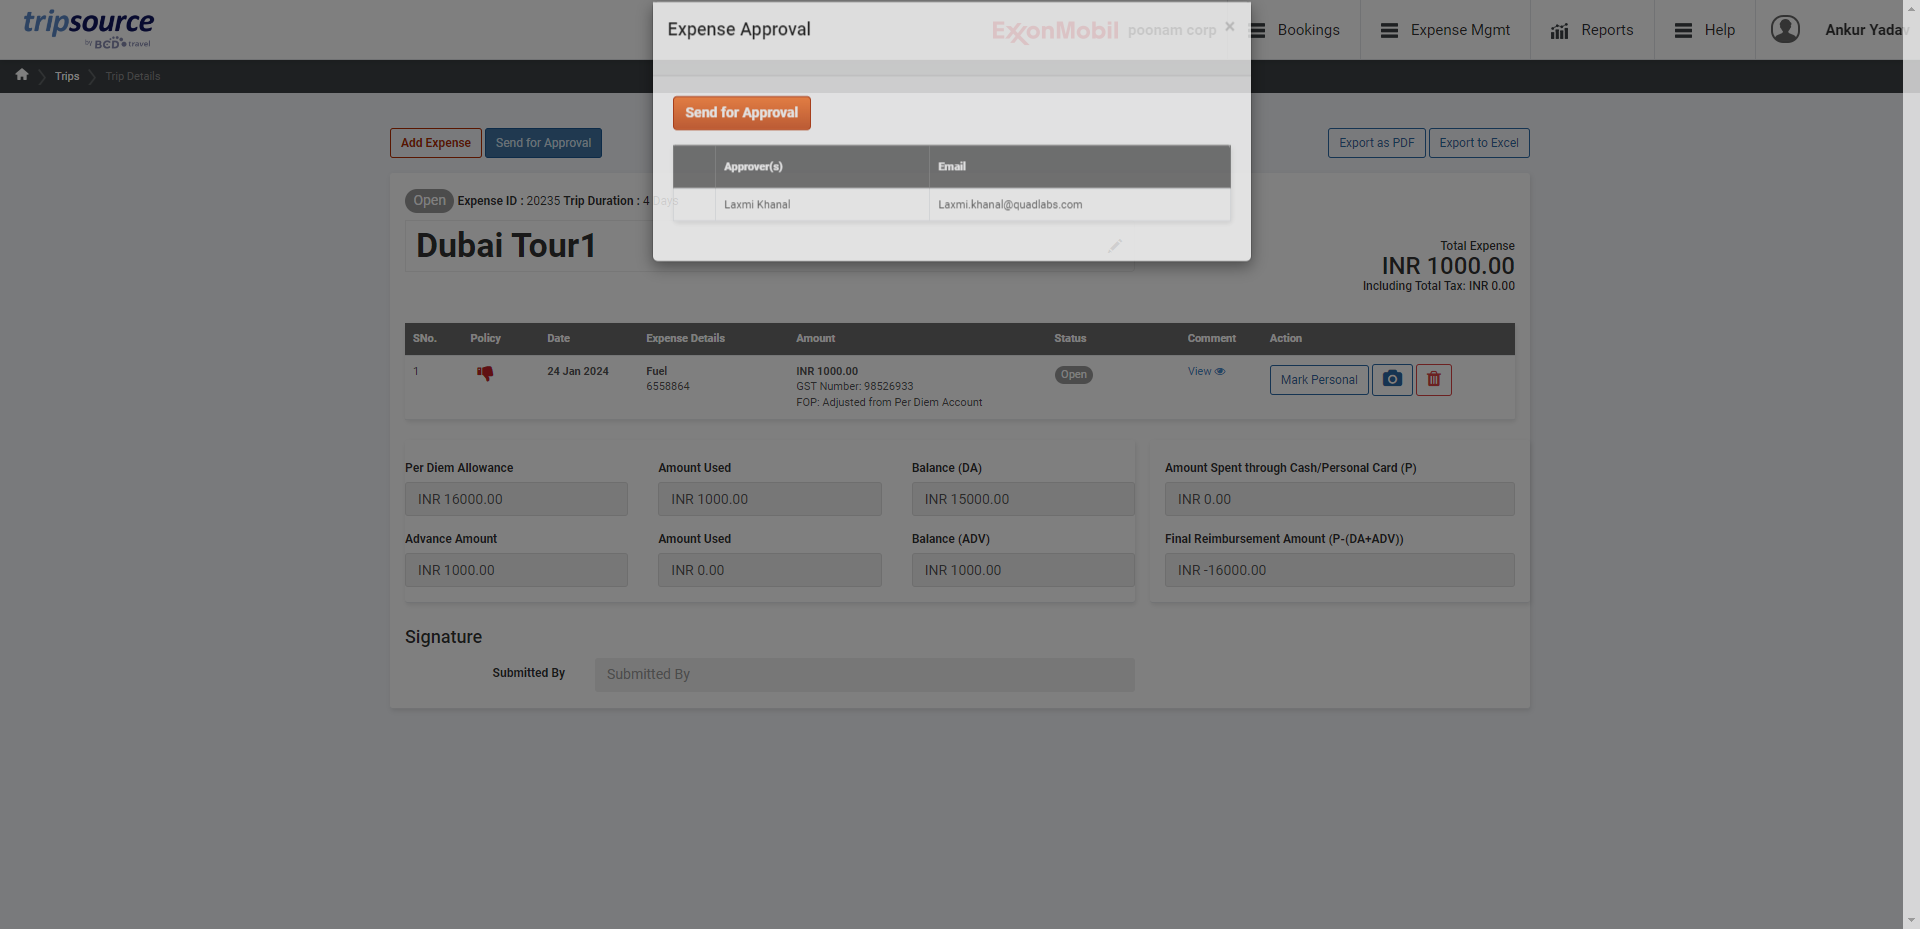 tripsource
by BCD travel
Expense Approval
ExxonMobil poonam corp ×
Bookings
Expense Mgmt
Reports
Help
Ankur Yadav
Trips
Trip Details
Send for Approval
Add Expense
Send for Approval
Export as PDF
Export to Excel
Approver(s)
Email
Laxmi Khanal
Laxmi.khanal@quadlabs.com
Open Expense ID : 20235 Trip Duration : 4 Days
Dubai Tour1
Total Expense
INR 1000.00
Including Total Tax: INR 0.00
SNo. Policy Date Expense Details Amount Status Comment Action
1 24 Jan 2024 Fuel INR 1000.00 Open View Mark Personal
6558864 GST Number: 98526933
FOP: Adjusted from Per Diem Account
Per Diem Allowance Amount Used Balance (DA) Amount Spent through Cash/Personal Card (P)
INR 16000.00 INR 1000.00 INR 15000.00 INR 0.00
Advance Amount Amount Used Balance (ADV) Final Reimbursement Amount (P-(DA+ADV))
INR 1000.00 INR 0.00 INR 1000.00 INR -16000.00
Signature
Submitted By Submitted By